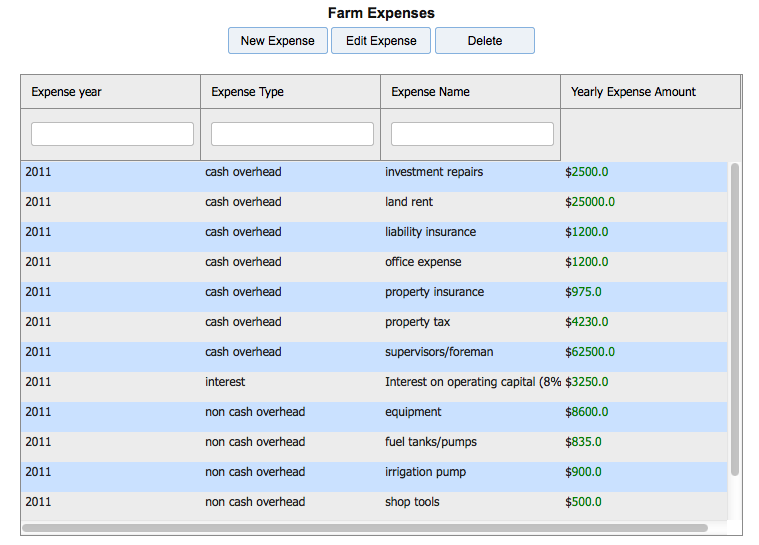 Farm Expenses
New Expense Edit Expense Delete
Expense year Expense Type Expense Name Yearly Expense Amount
2011 cash overhead investment repairs $2500.0
2011 cash overhead land rent $25000.0
2011 cash overhead liability insurance $1200.0
2011 cash overhead office expense $1200.0
2011 cash overhead property insurance $975.0
2011 cash overhead property tax $4230.0
2011 cash overhead supervisors/foreman $62500.0
2011 interest Interest on operating capital (8% $3250.0
2011 non cash overhead equipment $8600.0
2011 non cash overhead fuel tanks/pumps $835.0
2011 non cash overhead irrigation pump $900.0
2011 non cash overhead shop tools $500.0